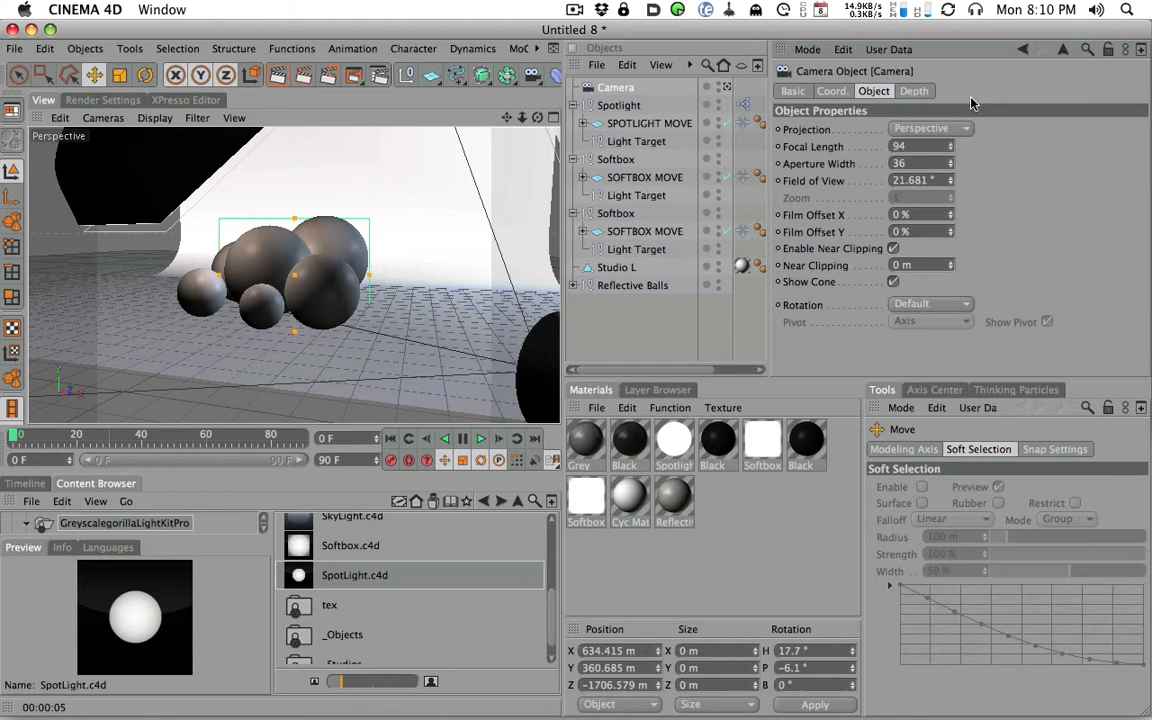 CINEMA 4D Window
14.9KB/s
0.3KB/s
8
Mon 8:10 PM
Untitled 8 *
File Edit Objects Tools Selection Structure Functions Animation Character Dynamics MoC
Objects
File Edit View
Mode Edit User Data
X Y Z
View Render Settings XPresso Editor
Edit Cameras Display Filter View
Perspective
Camera
Spotlight
SPOTLIGHT MOVE
Light Target
Softbox
SOFTBOX MOVE
Light Target
Softbox
SOFTBOX MOVE
Light Target
Studio L
Reflective Balls
Camera Object [Camera]
Basic Coord. Object Depth
Object Properties
Projection Perspective
Focal Length 94
Aperture Width 36
Field of View 21.681 °
Zoom 1
Film Offset X 0 %
Film Offset Y 0 %
Enable Near Clipping
Near Clipping 0 m
Show Cone
Rotation Default
Pivot Axis Show Pivot
Y
Z X
0 20 40 60 80 0 F
0 F 0 F 90 F 90 F
Timeline Content Browser
File Edit View Go
GreyscalegorillaLightKitPro
Preview Info Languages
SkyLight.c4d
Softbox.c4d
SpotLight.c4d
tex
_Objects
_Studios
Name: SpotLight.c4d
00:00:05
Materials Layer Browser
File Edit Function Texture
Grey Black Spotligh Black Softbox Black
Softbox Cyc Mat Reflecti
Position Size Rotation
X 634.415 m X 0 m H 17.7 °
Y 360.685 m Y 0 m P -6.1 °
Z -1706.579 m Z 0 m B 0 °
Object Size Apply
Tools Axis Center Thinking Particles
Mode Edit User Da
Move
Modeling Axis Soft Selection Snap Settings
Soft Selection
Enable Preview
Surface Rubber Restrict
Falloff Linear Mode Group
Radius 100 m
Strength 100 %
Width 50 %